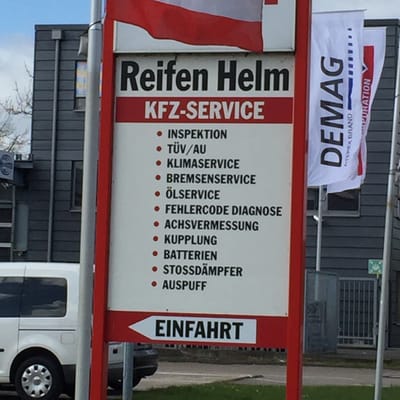 Reifen Helm
KFZ-SERVICE
INSPEKTION
TÜV/AU
KLIMASERVICE
BREMSENSERVICE
ÖLSERVICE
FEHLERCODE DIAGNOSE
ACHSVERMESSUNG
KUPPLUNG
BATTERIEN
STOSSDÄMPFER
AUSPUFF
EINFAHRT
DEMAG